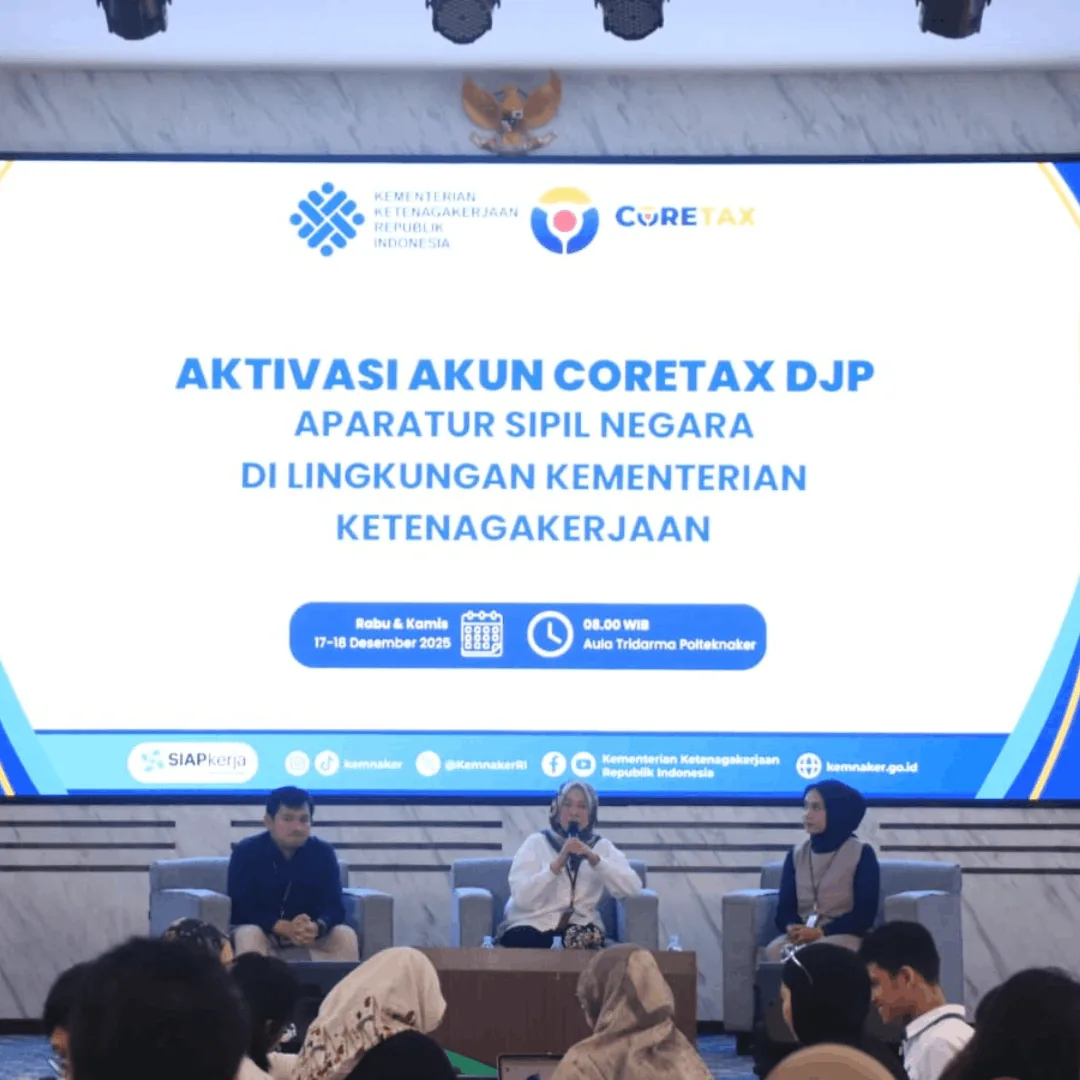 KEMENTERIAN
KETENAGAKERJAAN
REPUBLIK
INDONESIA
CORETAX
AKTIVASI AKUN CORETAX DJP
APARATUR SIPIL NEGARA
DI LINGKUNGAN KEMENTERIAN
KETENAGAKERJAAN
Rabu & Kamis
17-18 Desember 2025
08.00 WIB
Aula Tridarma Polteknaker
SIAPkerja
kemnaker
@KemnakerRI
Kementerian Ketenagakerjaan
Republik Indonesia
kemnaker.go.id